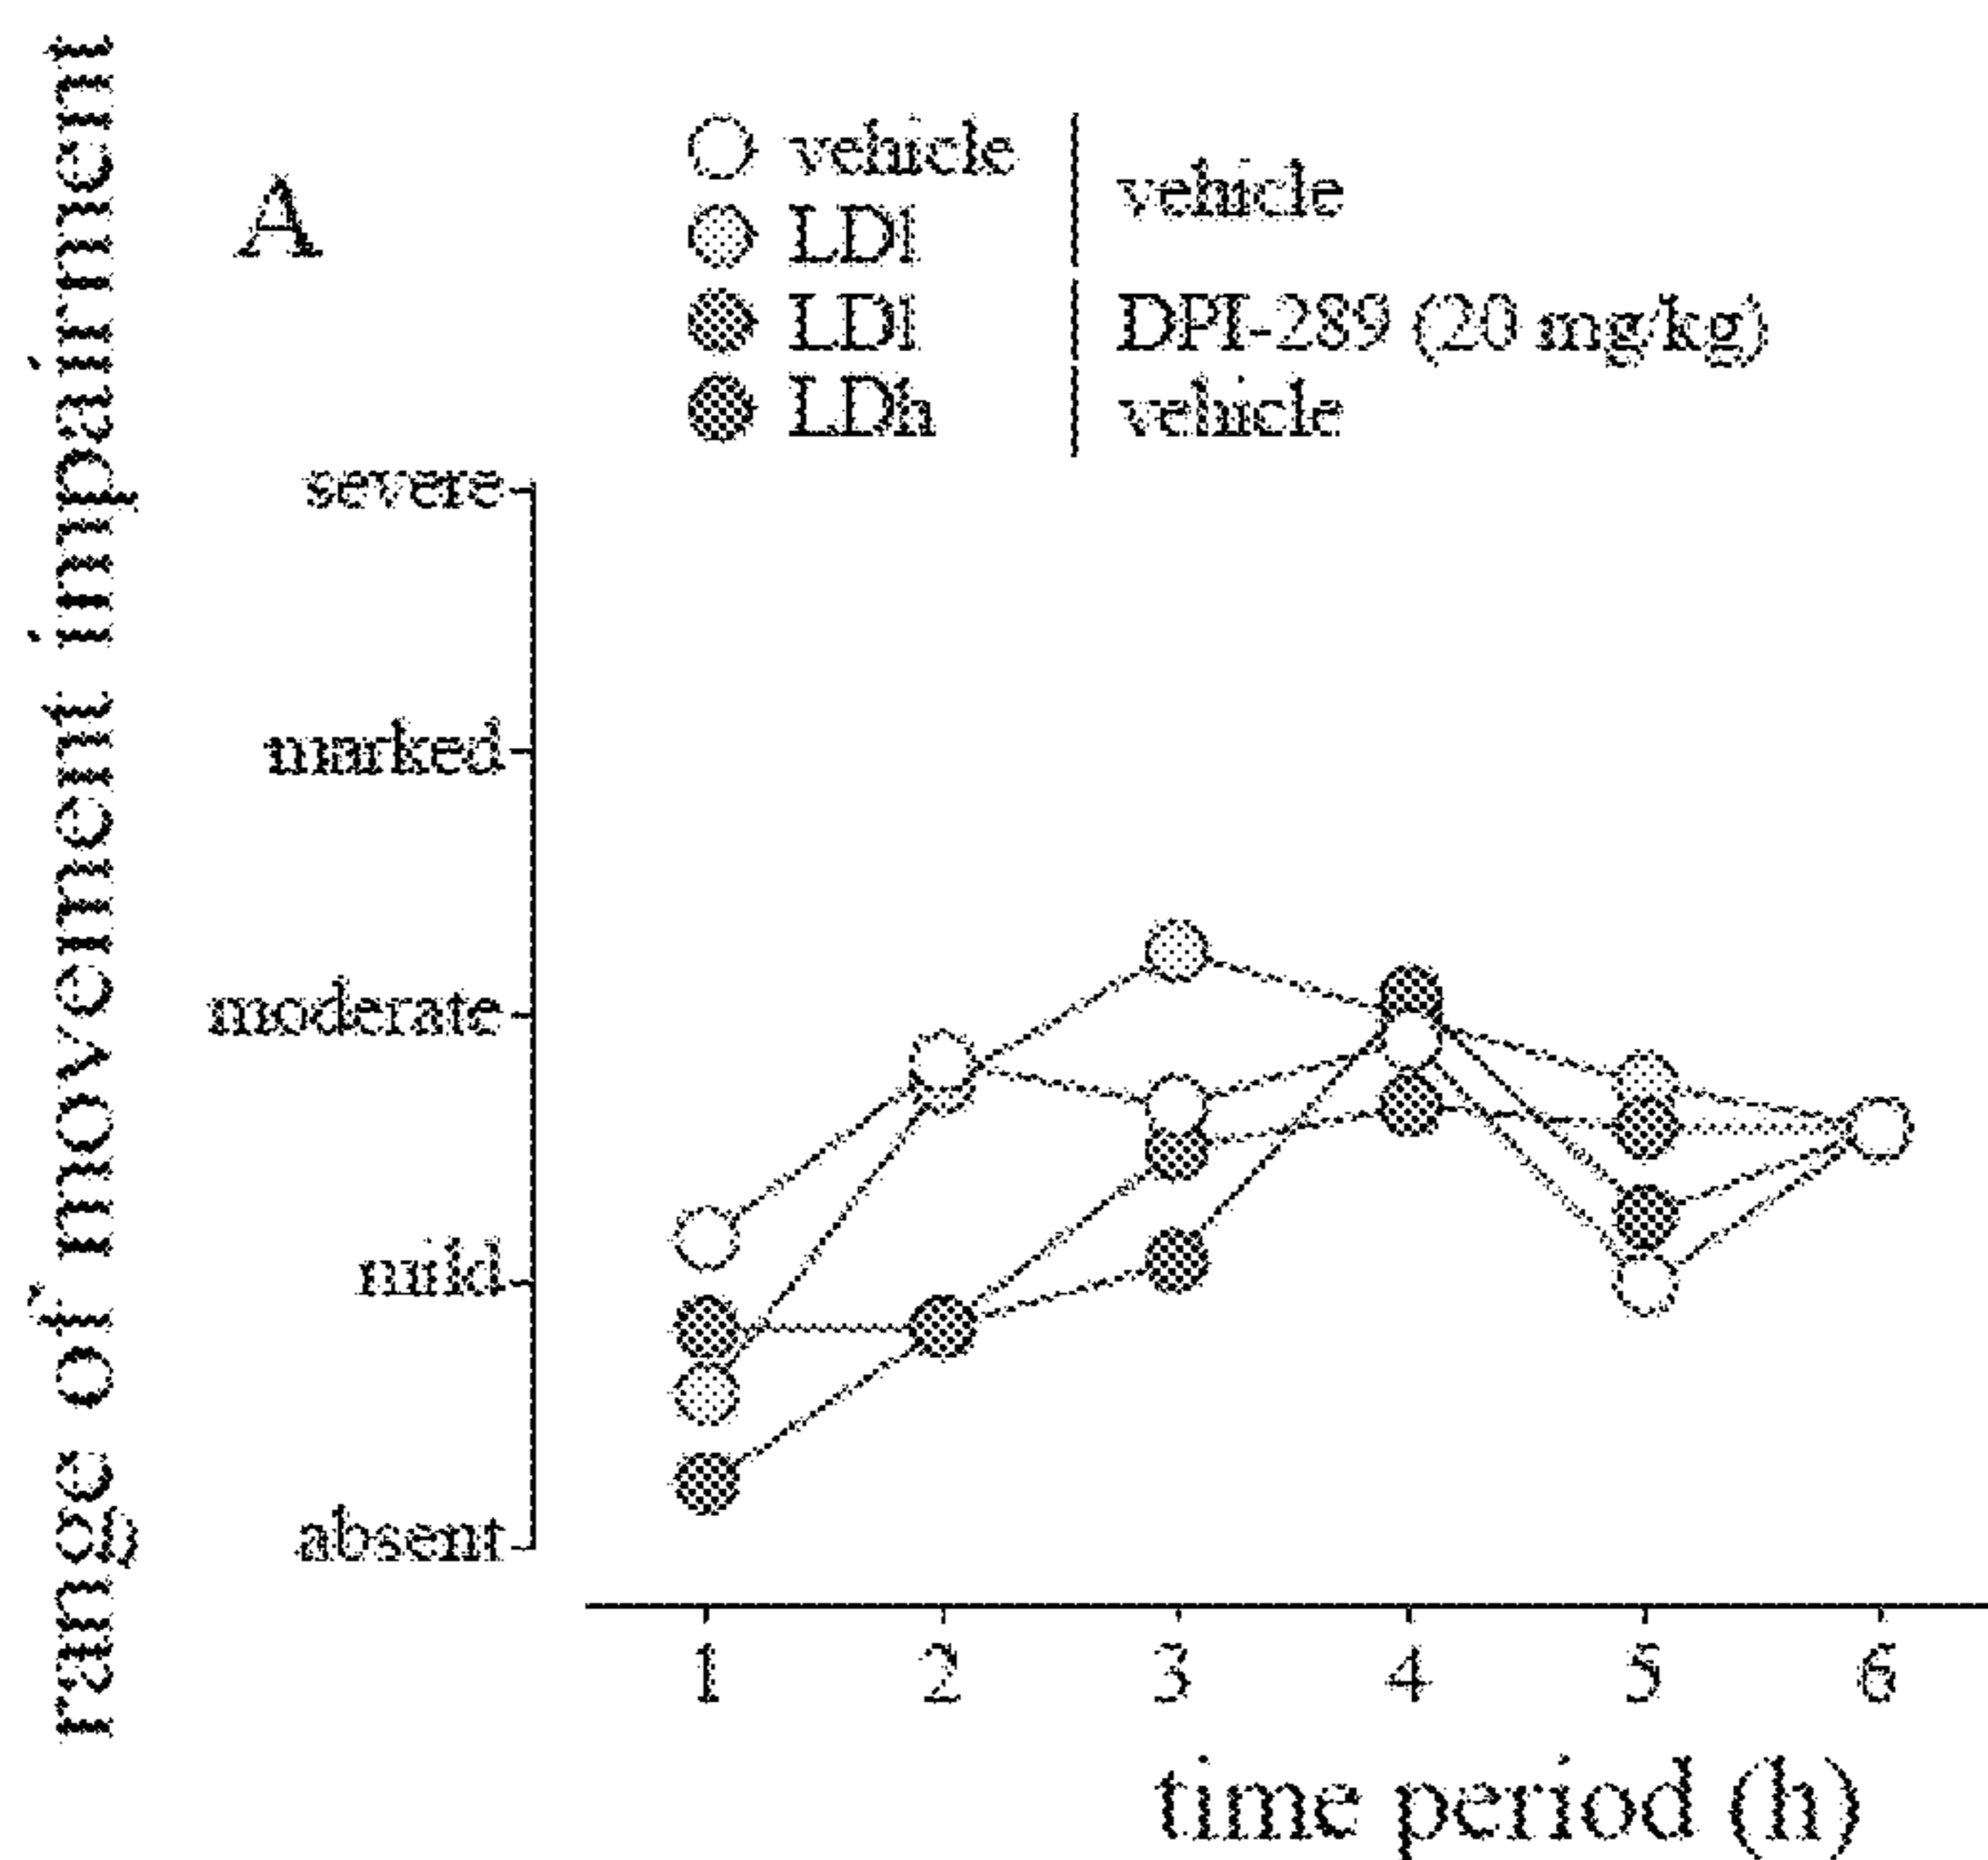 range of movement impairment
A
vehicle
LDl
vehicle
LDl
DPI-289 (20 mg/kg)
LDh
vehicle
severe
marked
moderate
mild
absent
1 2 3 4 5 6
time period (h)